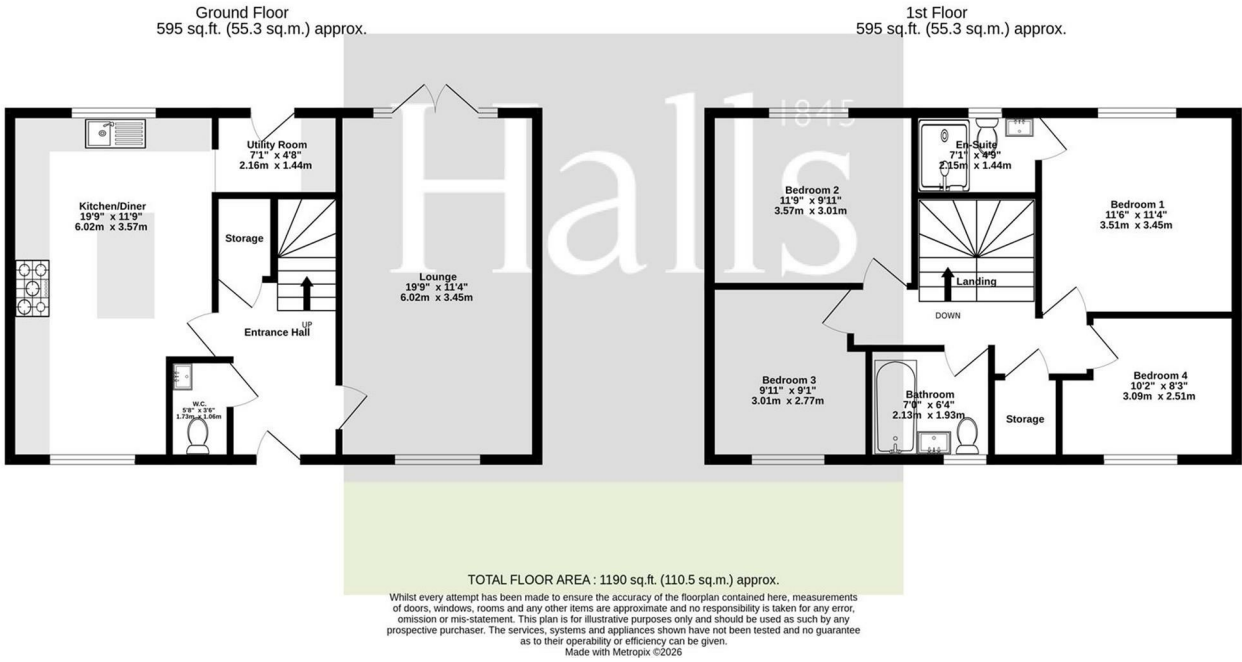 Ground Floor
595 sq.ft. (55.3 sq.m.) approx.
1st Floor
595 sq.ft. (55.3 sq.m.) approx.
1845
Halls
Utility Room
7'1" x 4'8"
2.16m x 1.44m
Kitchen/Diner
19'9" x 11'9"
6.02m x 3.57m
Storage
Lounge
19'9" x 11'4"
6.02m x 3.45m
UP
Entrance Hall
W.C.
5'8" x 3'6"
1.73m x 1.06m
En-Suite
7'1" x 4'9"
2.15m x 1.44m
Bedroom 2
11'9" x 9'11"
3.57m x 3.01m
Bedroom 1
11'6" x 11'4"
3.51m x 3.45m
Landing
DOWN
Bedroom 3
9'11" x 9'1"
3.01m x 2.77m
Bathroom
7'0" x 6'4"
2.13m x 1.93m
Storage
Bedroom 4
10'2" x 8'3"
3.09m x 2.51m
TOTAL FLOOR AREA : 1190 sq.ft. (110.5 sq.m.) approx.
Whilst every attempt has been made to ensure the accuracy of the floorplan contained here, measurements
of doors, windows, rooms and any other items are approximate and no responsibility is taken for any error,
omission or mis-statement. This plan is for illustrative purposes only and should be used as such by any
prospective purchaser. The services, systems and appliances shown have not been tested and no guarantee
as to their operability or efficiency can be given.
Made with Metropix ©2026